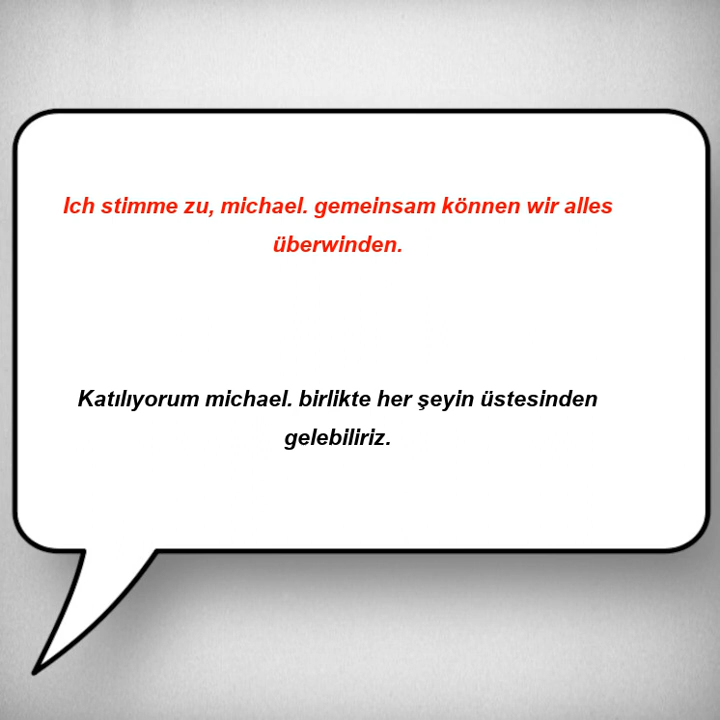 Ich stimme zu, michael. gemeinsam können wir alles
überwinden.
Katılıyorum michael. birlikte her şeyin üstesinden
gelebiliriz.